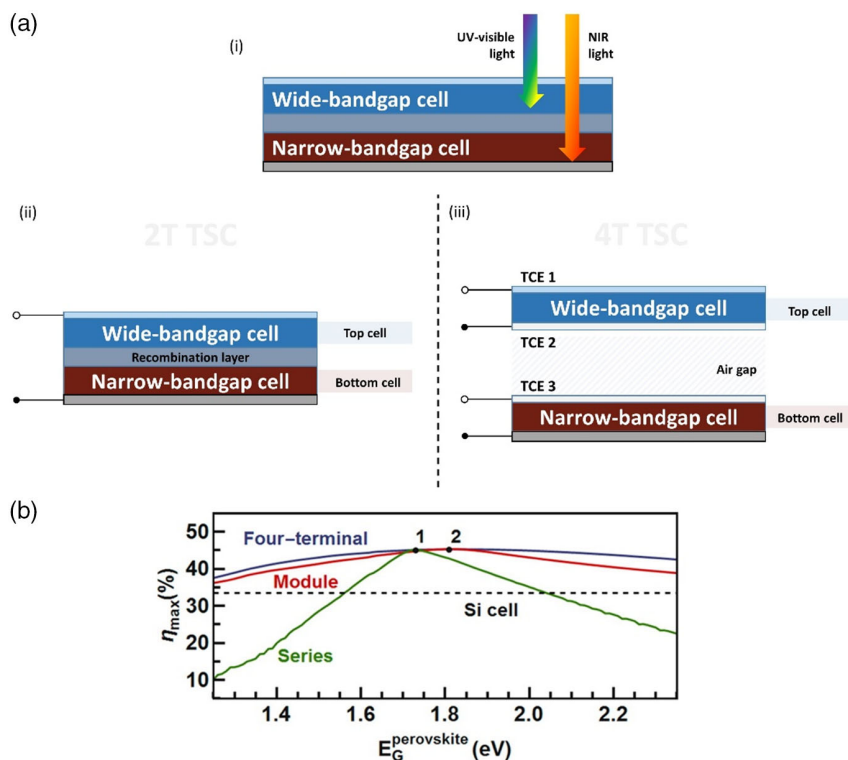 (a)
(i)
UV-visible
light
NIR
light
Wide-bandgap cell
Narrow-bandgap cell
(ii)
2T TSC
Wide-bandgap cell
Top cell
Recombination layer
Narrow-bandgap cell
Bottom cell
(iii)
4T TSC
TCE 1
Wide-bandgap cell
Top cell
TCE 2
Air gap
TCE 3
Narrow-bandgap cell
Bottom cell
(b)
50
40
30
20
10
ηmax(%)
Four–terminal
1
2
Module
Si cell
Series
1.4
1.6
1.8
2.0
2.2
E_G^perovskite (eV)